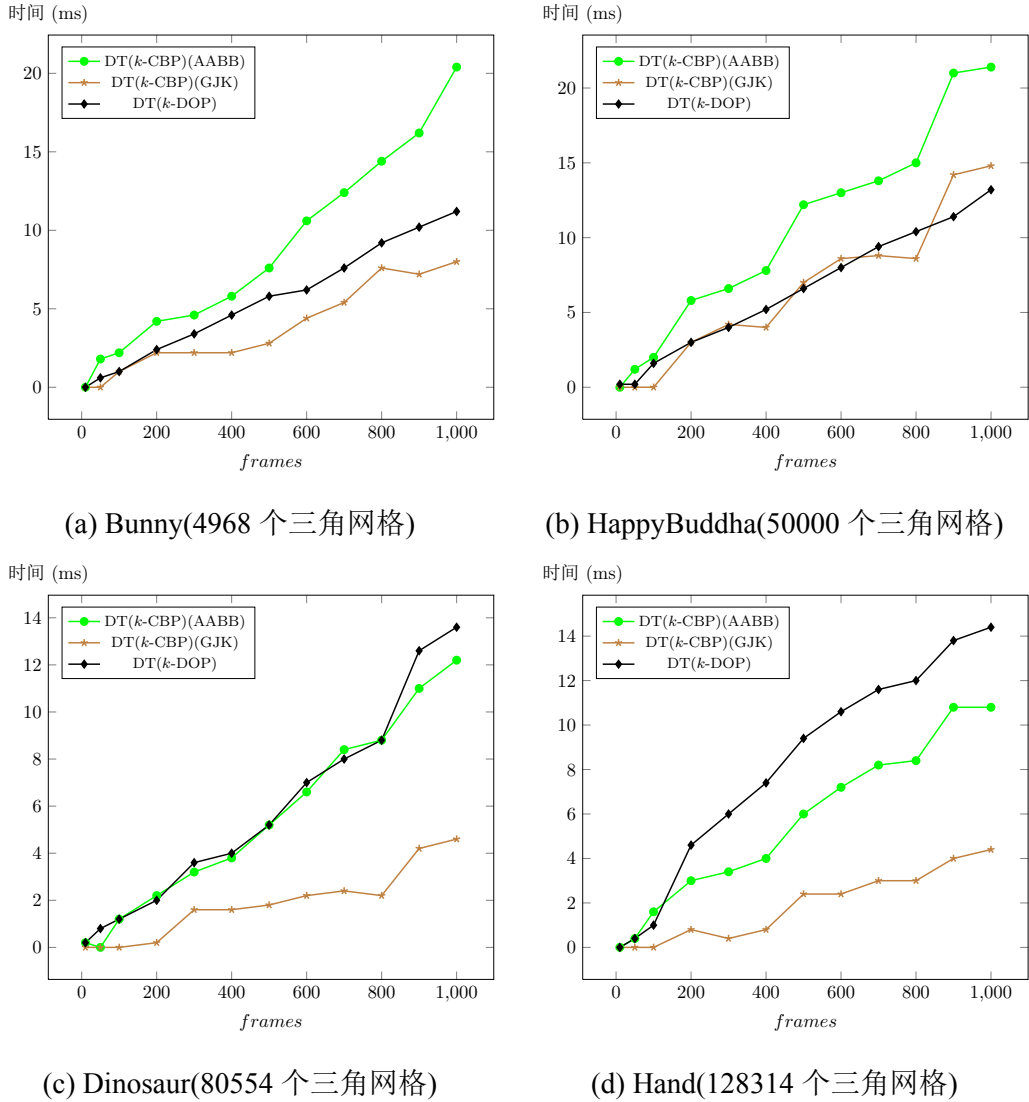 时间 (ms)
DT(k-CBP)(AABB)
DT(k-CBP)(GJK)
DT(k-DOP)
20
15
10
5
0
0 200 400 600 800 1,000
frames
(a) Bunny(4968 个三角网格)
时间 (ms)
DT(k-CBP)(AABB)
DT(k-CBP)(GJK)
DT(k-DOP)
20
15
10
5
0
0 200 400 600 800 1,000
frames
(b) HappyBuddha(50000 个三角网格)
时间 (ms)
DT(k-CBP)(AABB)
DT(k-CBP)(GJK)
DT(k-DOP)
14
12
10
8
6
4
2
0
0 200 400 600 800 1,000
frames
(c) Dinosaur(80554 个三角网格)
时间 (ms)
DT(k-CBP)(AABB)
DT(k-CBP)(GJK)
DT(k-DOP)
14
12
10
8
6
4
2
0
0 200 400 600 800 1,000
frames
(d) Hand(128314 个三角网格)